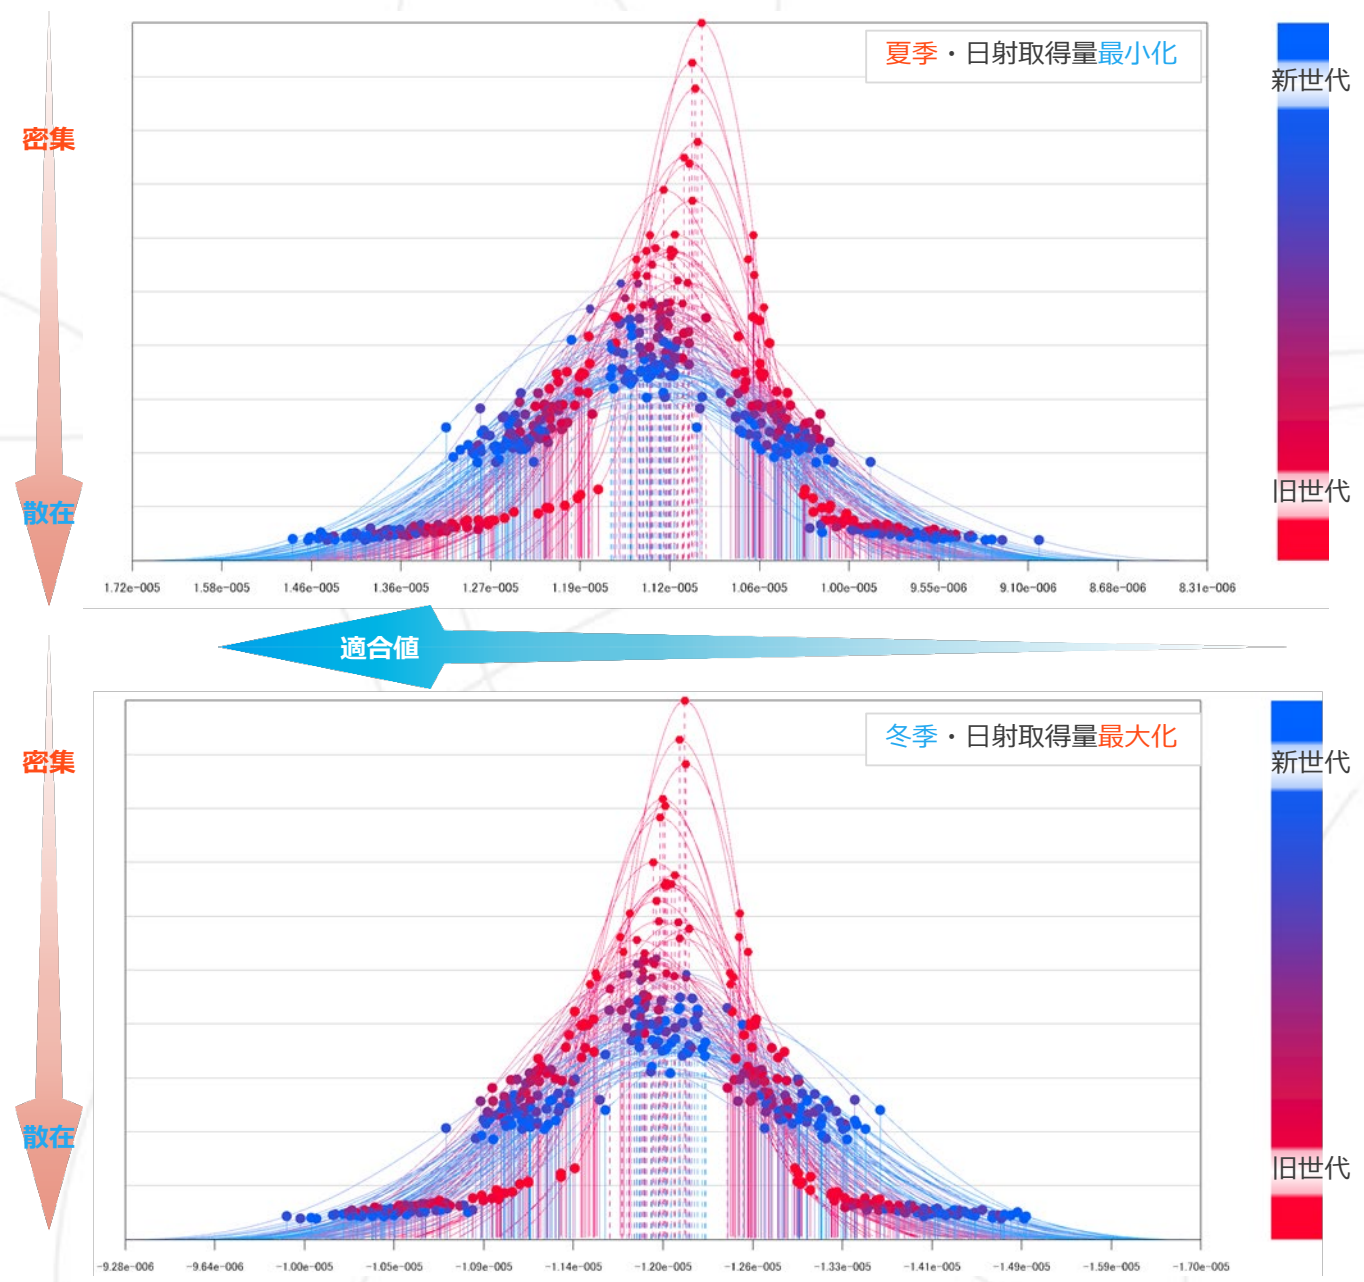 夏季・日射取得量最小化
新世代
密集
旧世代
散在
1.72e-005 1.58e-005 1.46e-005 1.36e-005 1.27e-005 1.19e-005 1.12e-005 1.06e-005 1.00e-005 9.55e-006 9.10e-006 8.68e-006 8.31e-006
適合値
冬季・日射取得量最大化
密集
新世代
散在
旧世代
-9.28e-006 -9.64e-006 -1.00e-005 -1.05e-005 -1.09e-005 -1.14e-005 -1.20e-005 -1.26e-005 -1.33e-005 -1.41e-005 -1.49e-005 -1.59e-005 -1.70e-005